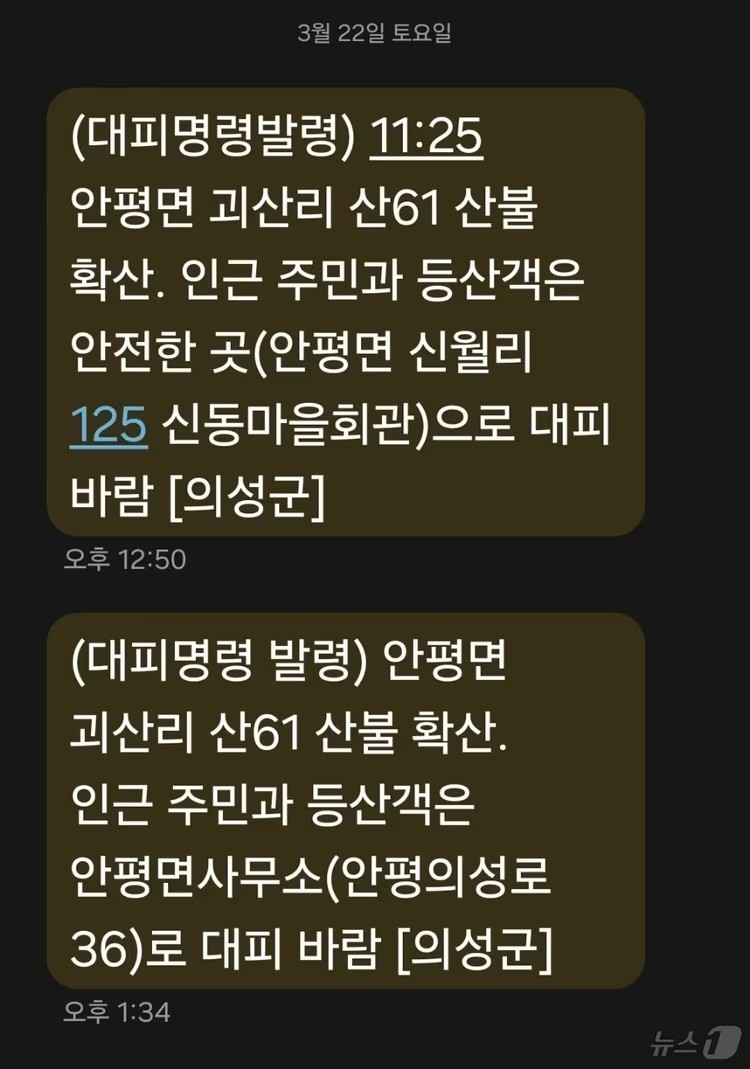 3월 22일 토요일
(대피명령발령) 11:25
안평면 괴산리 산61 산불
확산. 인근 주민과 등산객은
안전한 곳(안평면 신월리
125 신동마을회관)으로 대피
바람 [의성군]
오후 12:50
(대피명령 발령) 안평면
괴산리 산61 산불 확산.
인근 주민과 등산객은
안평면사무소(안평의성로
36)로 대피 바람 [의성군]
오후 1:34
뉴스1